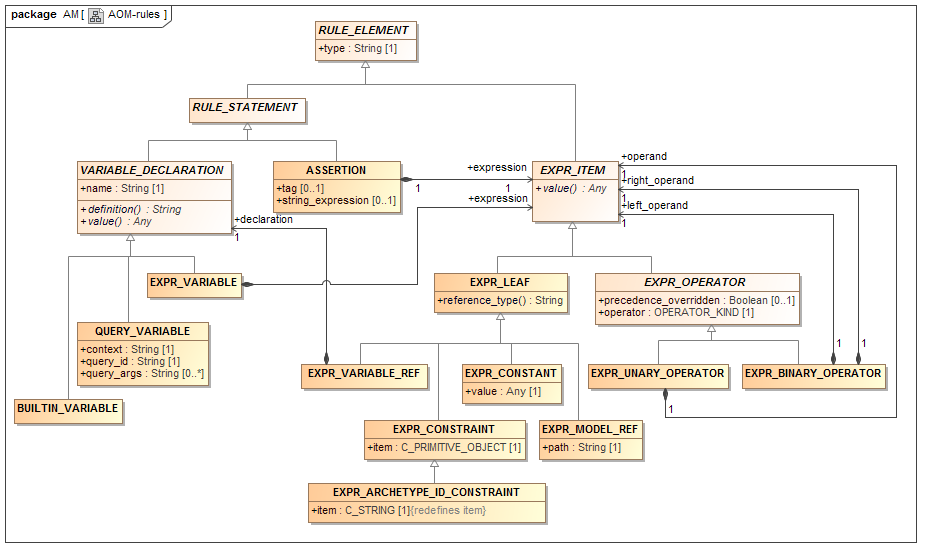 package AM[ AOM-rules ]
RULE_ELEMENT
+type : String [1]
RULE_STATEMENT
VARIABLE_DECLARATION
+name : String [1]
+definition() : String
+value() : Any
ASSERTION
+tag [0..1]
+string_expression [0..1]
+expression
1
1
+expression
EXPR_ITEM
+value() : Any
+operand
1
+right_operand
1
+left_operand
1
+declaration
1
EXPR_VARIABLE
EXPR_LEAF
+reference_type() : String
EXPR_OPERATOR
+precedence_overridden : Boolean [0..1]
+operator : OPERATOR_KIND [1]
QUERY_VARIABLE
+context : String [1]
+query_id : String [1]
+query_args : String [0..*]
1
1
EXPR_VARIABLE_REF
EXPR_CONSTANT
+value : Any [1]
EXPR_UNARY_OPERATOR
EXPR_BINARY_OPERATOR
1
BUILTIN_VARIABLE
EXPR_CONSTRAINT
+item : C_PRIMITIVE_OBJECT [1]
EXPR_MODEL_REF
+path : String [1]
EXPR_ARCHETYPE_ID_CONSTRAINT
+item : C_STRING [1]{redefines item}